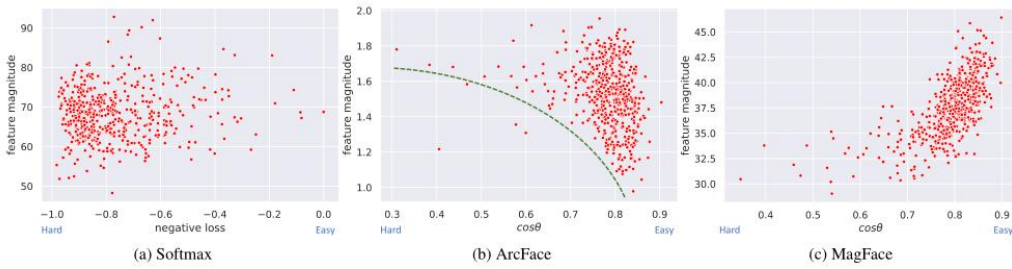 feature magnitude
90
80
70
60
50
−1.0
−0.8
−0.6
−0.4
−0.2
0.0
negative loss
Hard
Easy
(a) Softmax
feature magnitude
2.0
1.8
1.6
1.4
1.2
1.0
0.3
0.4
0.5
0.6
0.7
0.8
0.9
cosθ
Hard
Easy
(b) ArcFace
feature magnitude
45.0
42.5
40.0
37.5
35.0
32.5
30.0
0.4
0.5
0.6
0.7
0.8
0.9
cosθ
Hard
Easy
(c) MagFace